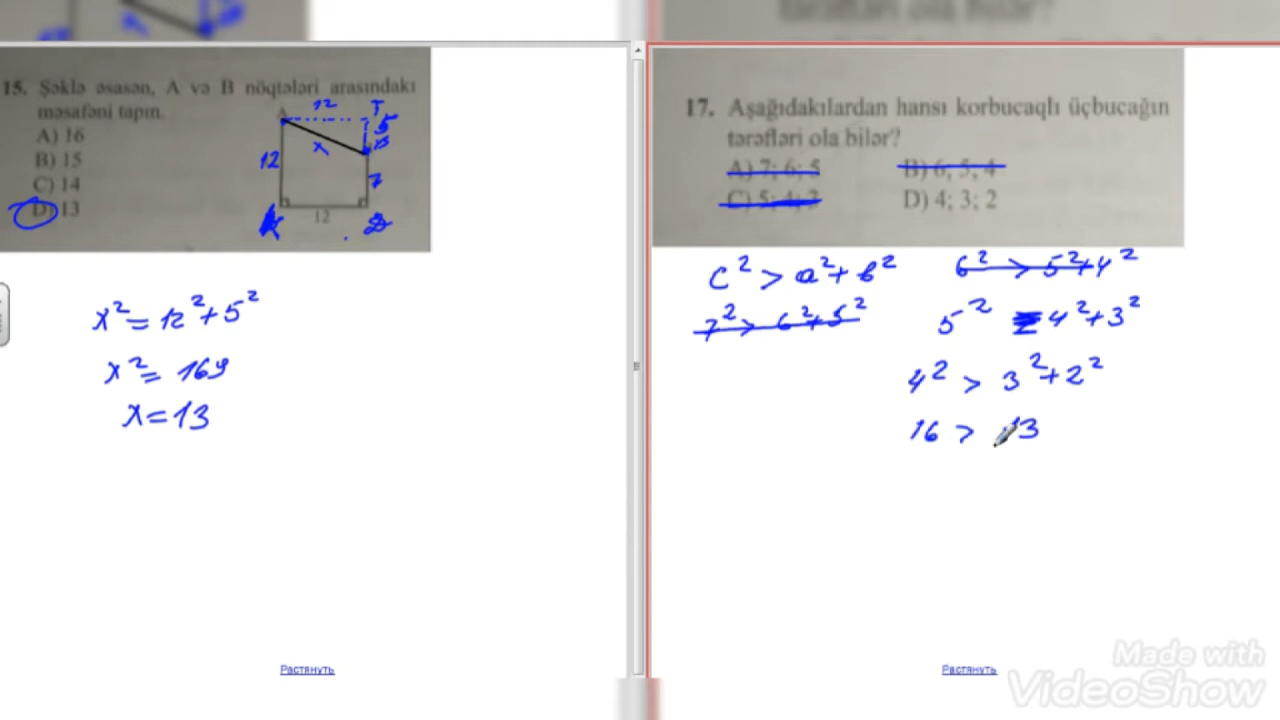 15. Şəklə əsasən, A və B nöqtələri arasındakı
məsafəni tapın.
A) 16
B) 15
C) 14
D) 13
A
12
T
5
B
x
12
7
12
x² = 12² + 5²
x² = 169
x = 13
Растянуть
17. Aşağıdakılardan hansı korbucaqlı üçbucağın
tərəfləri ola bilər?
A) 7; 6; 5
B) 6; 5; 4
C) 5; 4; 3
D) 4; 3; 2
c² > a² + b²
6² > 5² + 4²
7² > 6² + 5²
5² = 4² + 3²
4² > 3² + 2²
16 > 13
Растянуть
Made with
VideoShow